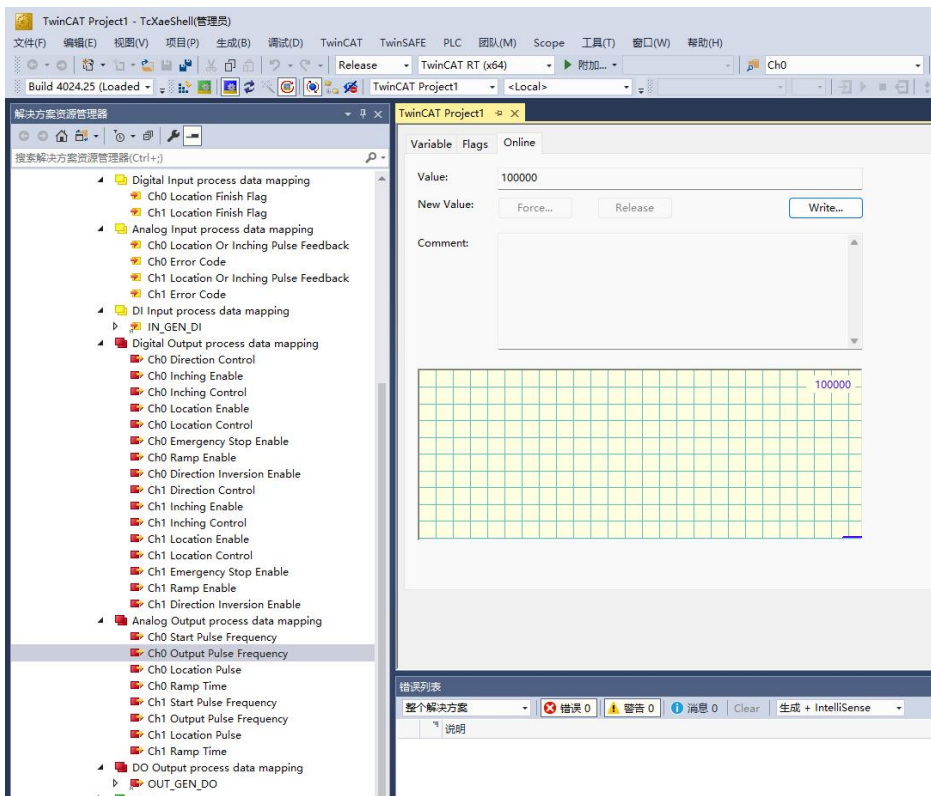 TwinCAT Project1 - TcXaeShell(管理员)
文件(F) 编辑(E) 视图(V) 项目(P) 生成(B) 调试(D) TwinCAT TwinSAFE PLC 团队(M) Scope 工具(T) 窗口(W) 帮助(H)
Release TwinCAT RT (x64) 附加... Ch0
Build 4024.25 (Loaded TwinCAT Project1 <Local>
解决方案资源管理器
搜索解决方案资源管理器(Ctrl+;)
Digital Input process data mapping
Ch0 Location Finish Flag
Ch1 Location Finish Flag
Analog Input process data mapping
Ch0 Location Or Inching Pulse Feedback
Ch0 Error Code
Ch1 Location Or Inching Pulse Feedback
Ch1 Error Code
DI Input process data mapping
IN_GEN_DI
Digital Output process data mapping
Ch0 Direction Control
Ch0 Inching Enable
Ch0 Inching Control
Ch0 Location Enable
Ch0 Location Control
Ch0 Emergency Stop Enable
Ch0 Ramp Enable
Ch0 Direction Inversion Enable
Ch1 Direction Control
Ch1 Inching Enable
Ch1 Inching Control
Ch1 Location Enable
Ch1 Location Control
Ch1 Emergency Stop Enable
Ch1 Ramp Enable
Ch1 Direction Inversion Enable
Analog Output process data mapping
Ch0 Start Pulse Frequency
Ch0 Output Pulse Frequency
Ch0 Location Pulse
Ch0 Ramp Time
Ch1 Start Pulse Frequency
Ch1 Output Pulse Frequency
Ch1 Location Pulse
Ch1 Ramp Time
DO Output process data mapping
OUT_GEN_DO
TwinCAT Project1
Variable Flags Online
Value: 100000
New Value: Force... Release Write...
Comment:
100000
错误列表
整个解决方案 错误 0 警告 0 消息 0 Clear 生成 + IntelliSense
说明